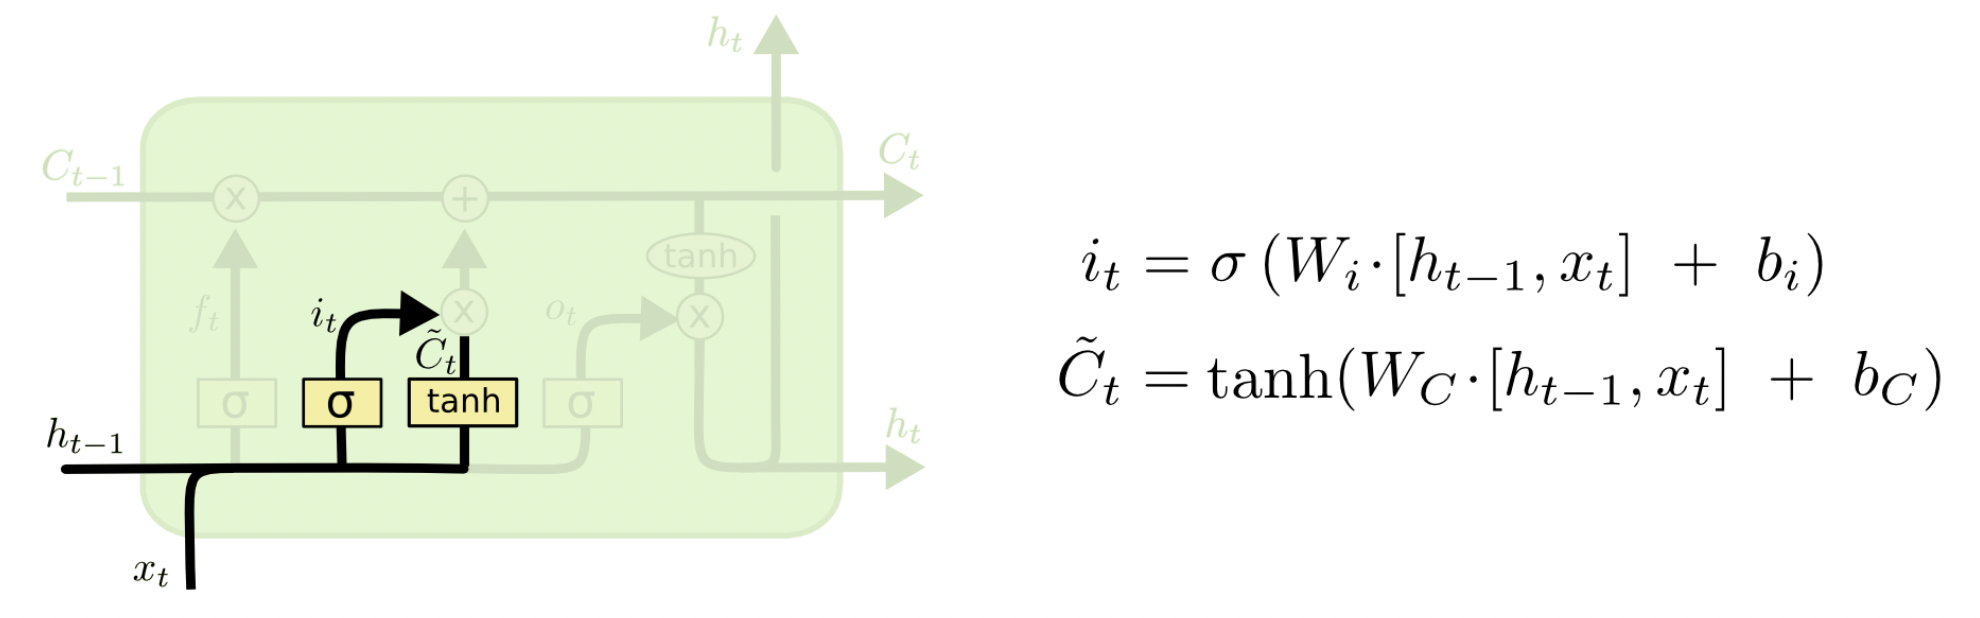 h_t
C_{t-1}
C_t
x
+
tanh
f_t
i_t
x
o_t
x
C̃_t
σ
σ
tanh
σ
h_{t-1}
h_t
x_t
i_t = σ (W_i · [h_{t-1}, x_t] + b_i)
C̃_t = tanh(W_C · [h_{t-1}, x_t] + b_C)